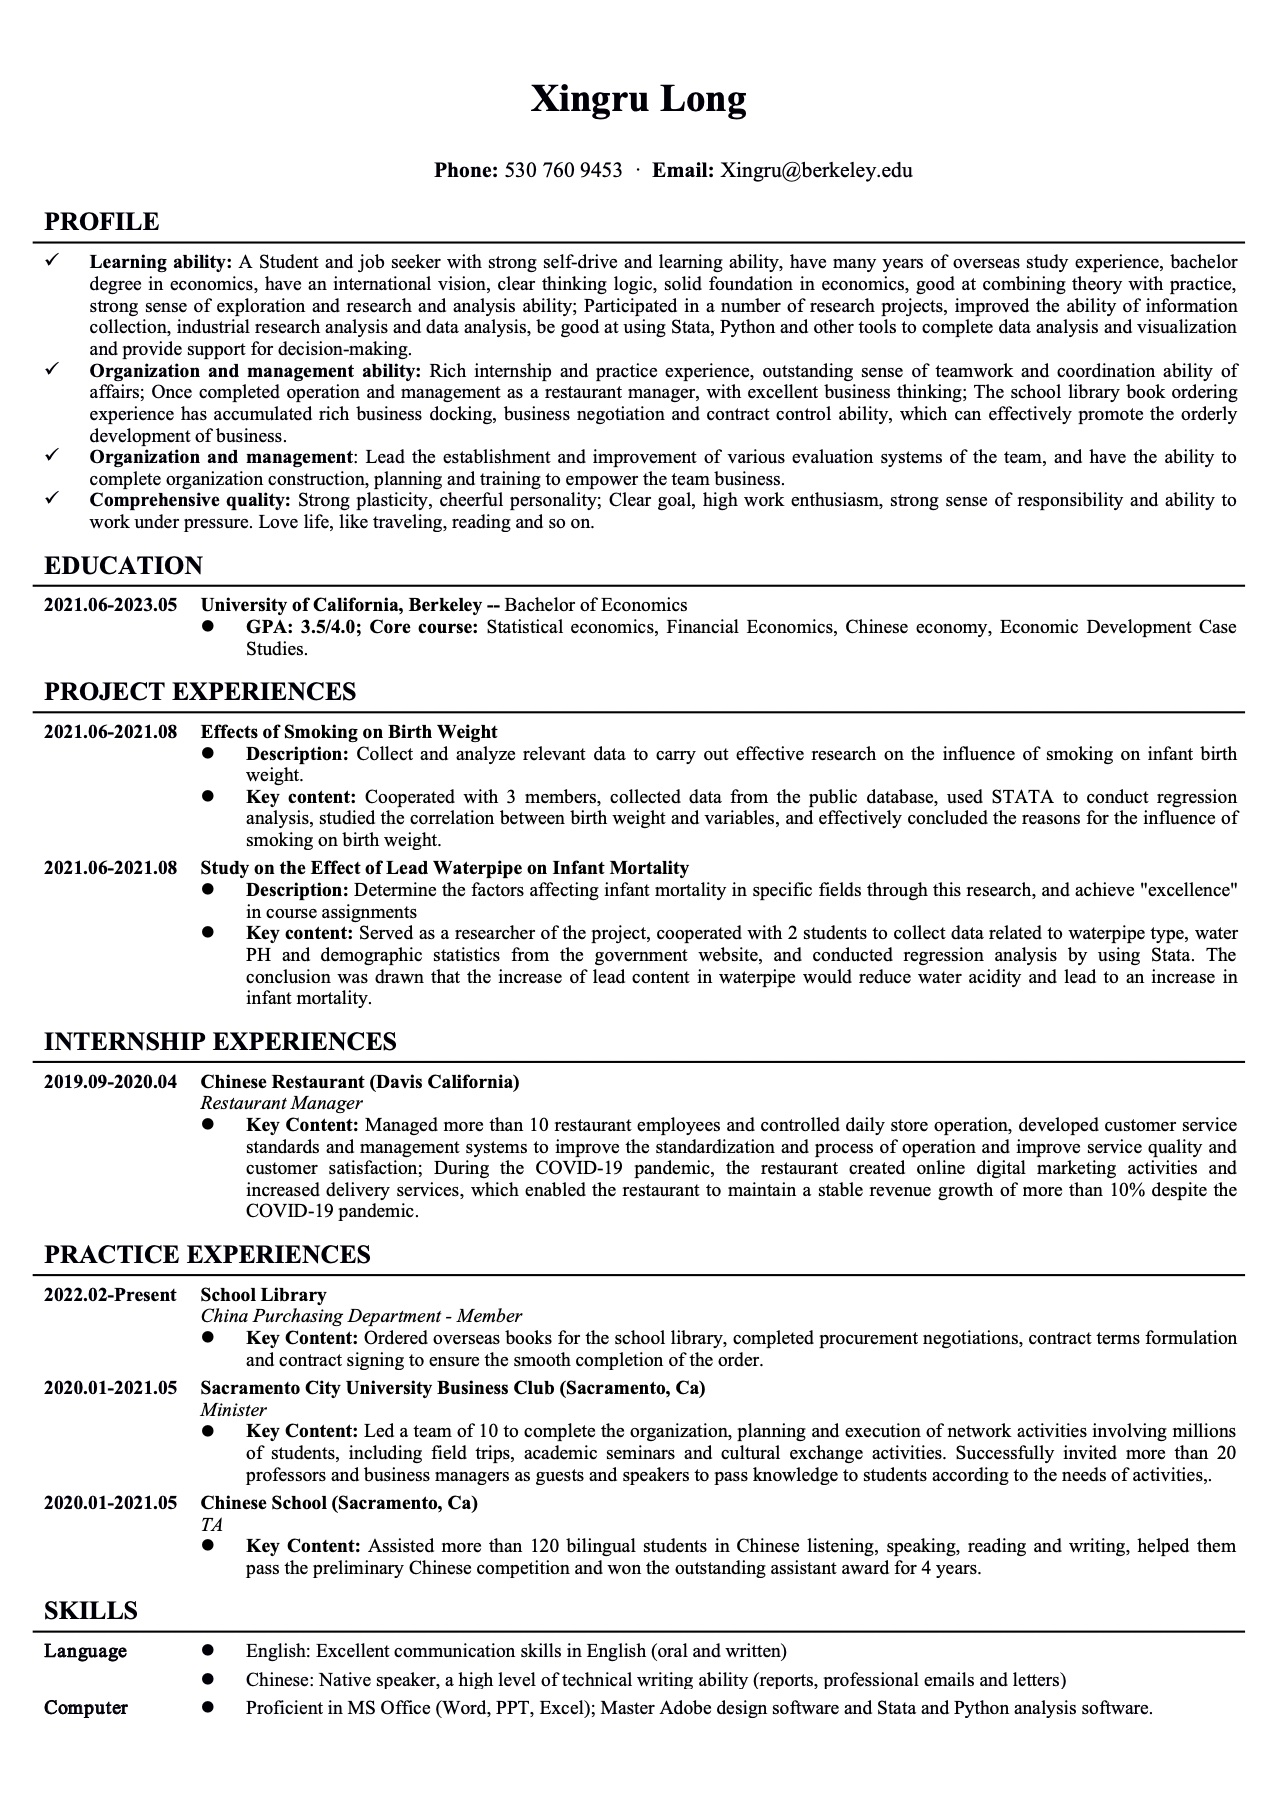 Xingru Long
Phone: 530 760 9453 · Email: Xingru@berkeley.edu
PROFILE
✓ Learning ability: A Student and job seeker with strong self-drive and learning ability, have many years of overseas study experience, bachelor
degree in economics, have an international vision, clear thinking logic, solid foundation in economics, good at combining theory with practice,
strong sense of exploration and research and analysis ability; Participated in a number of research projects, improved the ability of information
collection, industrial research analysis and data analysis, be good at using Stata, Python and other tools to complete data analysis and visualization
and provide support for decision-making.
✓ Organization and management ability: Rich internship and practice experience, outstanding sense of teamwork and coordination ability of
affairs; Once completed operation and management as a restaurant manager, with excellent business thinking; The school library book ordering
experience has accumulated rich business docking, business negotiation and contract control ability, which can effectively promote the orderly
development of business.
✓ Organization and management: Lead the establishment and improvement of various evaluation systems of the team, and have the ability to
complete organization construction, planning and training to empower the team business.
✓ Comprehensive quality: Strong plasticity, cheerful personality; Clear goal, high work enthusiasm, strong sense of responsibility and ability to
work under pressure. Love life, like traveling, reading and so on.
EDUCATION
2021.06-2023.05 University of California, Berkeley -- Bachelor of Economics
● GPA: 3.5/4.0; Core course: Statistical economics, Financial Economics, Chinese economy, Economic Development Case
Studies.
PROJECT EXPERIENCES
2021.06-2021.08 Effects of Smoking on Birth Weight
● Description: Collect and analyze relevant data to carry out effective research on the influence of smoking on infant birth
weight.
● Key content: Cooperated with 3 members, collected data from the public database, used STATA to conduct regression
analysis, studied the correlation between birth weight and variables, and effectively concluded the reasons for the influence of
smoking on birth weight.
2021.06-2021.08 Study on the Effect of Lead Waterpipe on Infant Mortality
● Description: Determine the factors affecting infant mortality in specific fields through this research, and achieve "excellence"
in course assignments
● Key content: Served as a researcher of the project, cooperated with 2 students to collect data related to waterpipe type, water
PH and demographic statistics from the government website, and conducted regression analysis by using Stata. The
conclusion was drawn that the increase of lead content in waterpipe would reduce water acidity and lead to an increase in
infant mortality.
INTERNSHIP EXPERIENCES
2019.09-2020.04 Chinese Restaurant (Davis California)
Restaurant Manager
● Key Content: Managed more than 10 restaurant employees and controlled daily store operation, developed customer service
standards and management systems to improve the standardization and process of operation and improve service quality and
customer satisfaction; During the COVID-19 pandemic, the restaurant created online digital marketing activities and
increased delivery services, which enabled the restaurant to maintain a stable revenue growth of more than 10% despite the
COVID-19 pandemic.
PRACTICE EXPERIENCES
2022.02-Present School Library
China Purchasing Department - Member
● Key Content: Ordered overseas books for the school library, completed procurement negotiations, contract terms formulation
and contract signing to ensure the smooth completion of the order.
2020.01-2021.05 Sacramento City University Business Club (Sacramento, Ca)
Minister
● Key Content: Led a team of 10 to complete the organization, planning and execution of network activities involving millions
of students, including field trips, academic seminars and cultural exchange activities. Successfully invited more than 20
professors and business managers as guests and speakers to pass knowledge to students according to the needs of activities,.
2020.01-2021.05 Chinese School (Sacramento, Ca)
TA
● Key Content: Assisted more than 120 bilingual students in Chinese listening, speaking, reading and writing, helped them
pass the preliminary Chinese competition and won the outstanding assistant award for 4 years.
SKILLS
Language ● English: Excellent communication skills in English (oral and written)
● Chinese: Native speaker, a high level of technical writing ability (reports, professional emails and letters)
Computer ● Proficient in MS Office (Word, PPT, Excel); Master Adobe design software and Stata and Python analysis software.